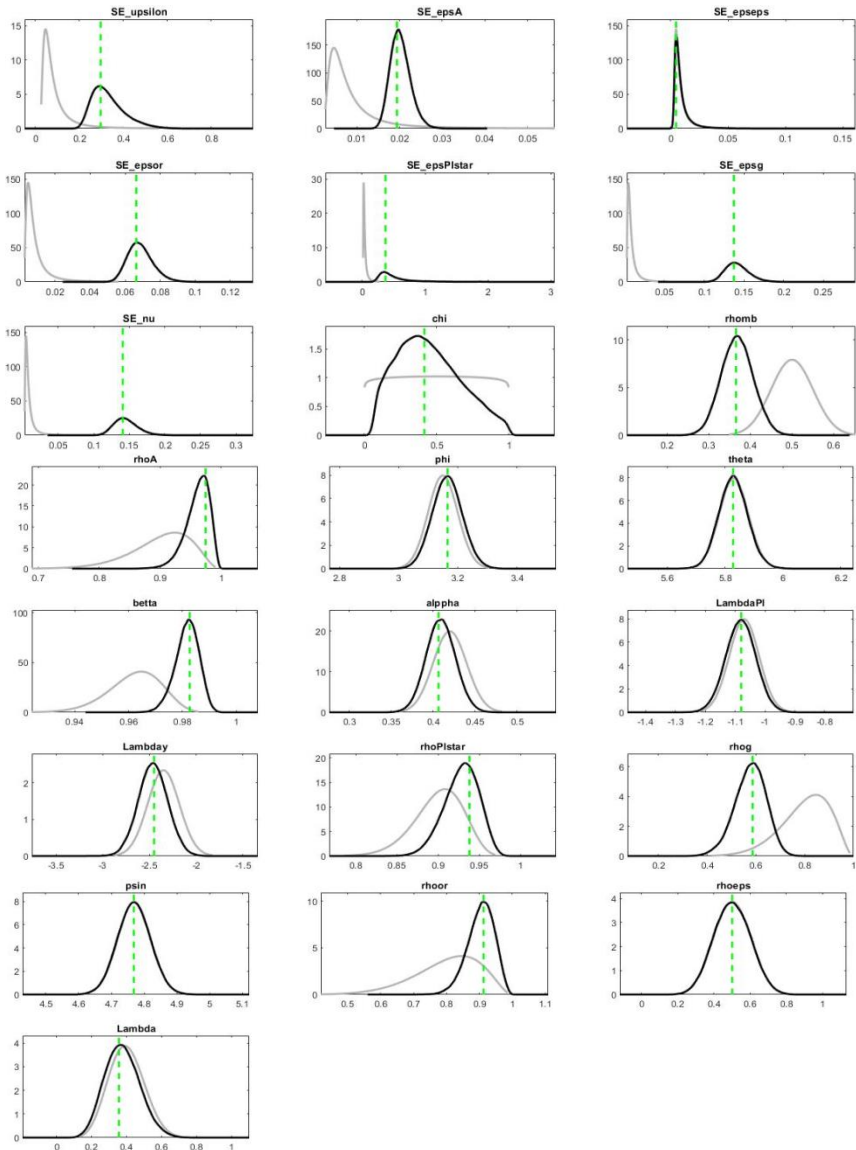 SE_upsilon SE_epsA SE_epseps
15 10 5 0 150 100 50 0 150 100 50 0
0 0.2 0.4 0.6 0.8 0.01 0.02 0.03 0.04 0.05 0 0.05 0.1 0.15
SE_epsor SE_epsPIstar SE_epsg
150 100 50 0 30 20 10 0 150 100 50 0
0.02 0.04 0.06 0.08 0.1 0.12 0 1 2 3 0.05 0.1 0.15 0.2 0.25
SE_nu chi rhomb
150 100 50 0 1.5 1 0.5 0 10 5 0
0.05 0.1 0.15 0.2 0.25 0.3 0 0.5 1 0.2 0.3 0.4 0.5 0.6
rhoA phi theta
20 15 10 5 0 8 6 4 2 0 8 6 4 2 0
0.7 0.8 0.9 1 2.8 3 3.2 3.4 5.6 5.8 6 6.2
betta alppha LambdaPI
100 50 0 20 10 0 8 6 4 2 0
0.94 0.96 0.98 1 0.3 0.35 0.4 0.45 0.5 -1.4 -1.3 -1.2 -1.1 -1 -0.9 -0.8
Lambday rhoPIstar rhog
2 1 0 20 15 10 5 0 6 4 2 0
-3.5 -3 -2.5 -2 -1.5 0.8 0.85 0.9 0.95 1 0.2 0.4 0.6 0.8 1
psin rhoor rhoeps
8 6 4 2 0 10 5 0 4 3 2 1 0
4.5 4.6 4.7 4.8 4.9 5 5.1 0.5 0.6 0.7 0.8 0.9 1 1.1 0 0.2 0.4 0.6 0.8 1
Lambda
4 3 2 1 0
0 0.2 0.4 0.6 0.8 1